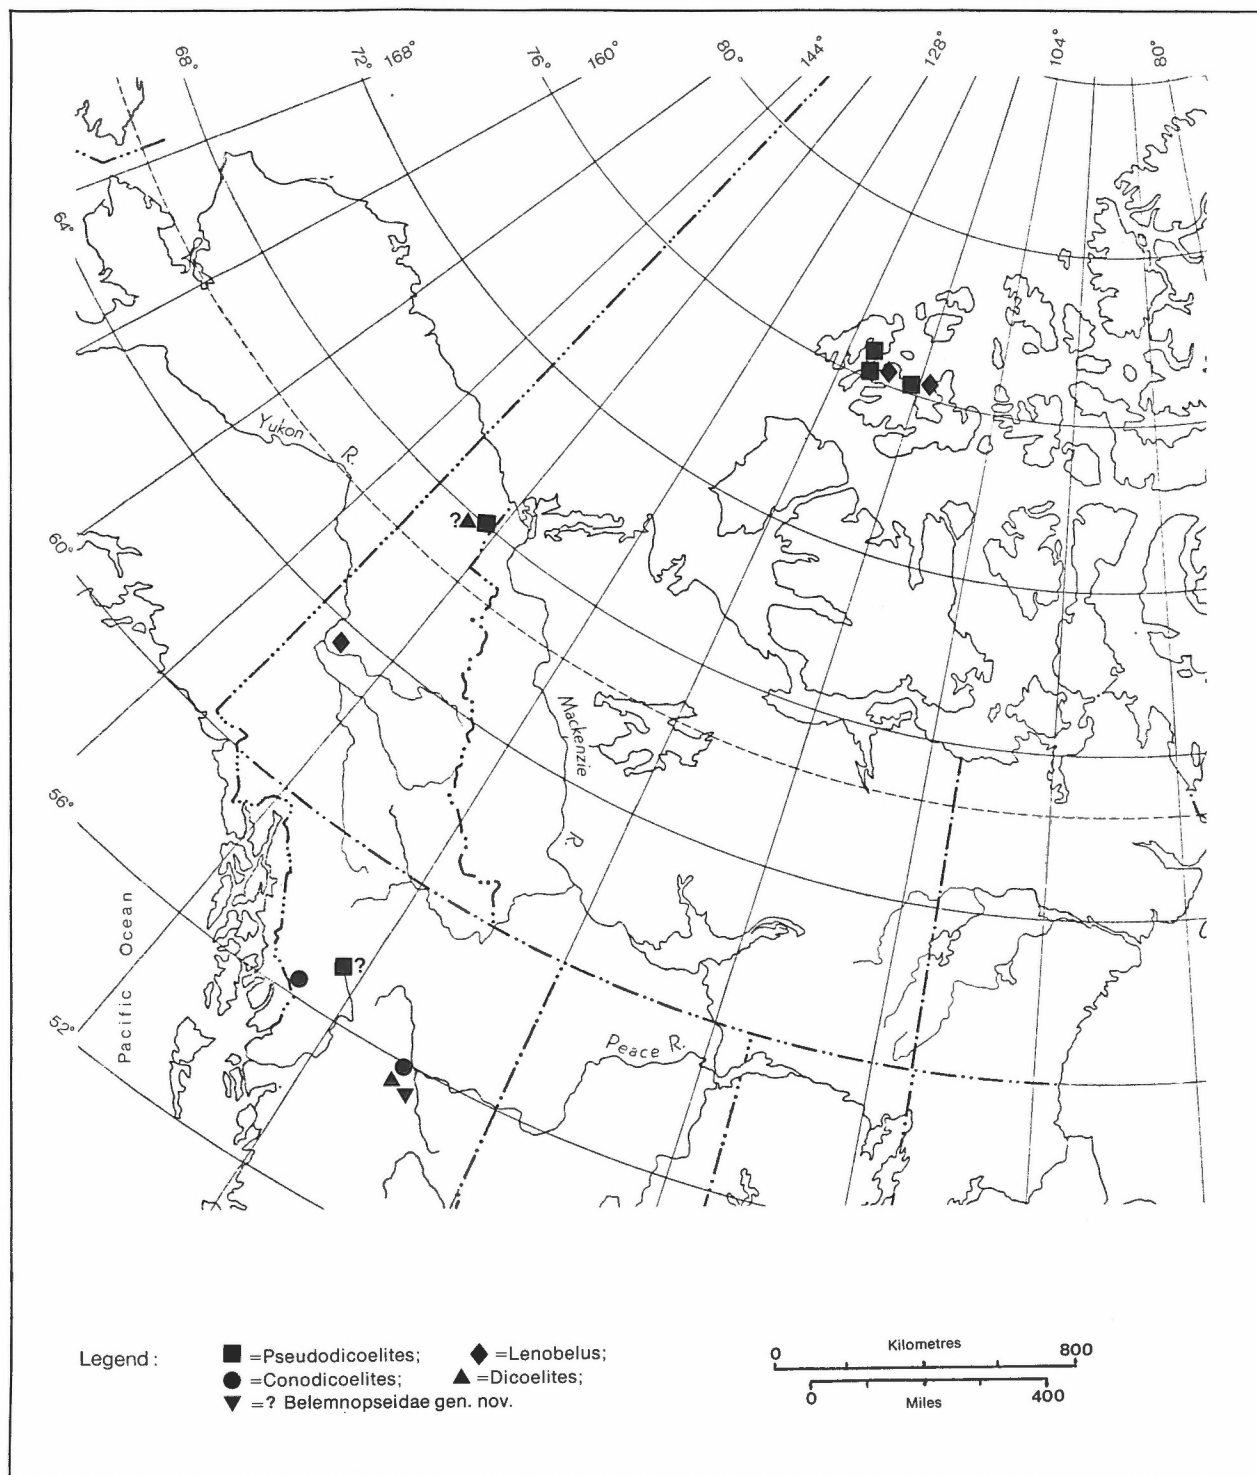 68°
72°
168°
76°
160°
80°
144°
128°
104°
80°
64°
60°
56°
52°
Yukon R.
?
Mackenzie R.
Pacific Ocean
?
Peace R.
Legend :
=Pseudodicoelites;
=Lenobelus;
=Conodicoelites;
=Dicoelites;
=? Belemnopseidae gen. nov.
Kilometres
0 800
0 400
Miles